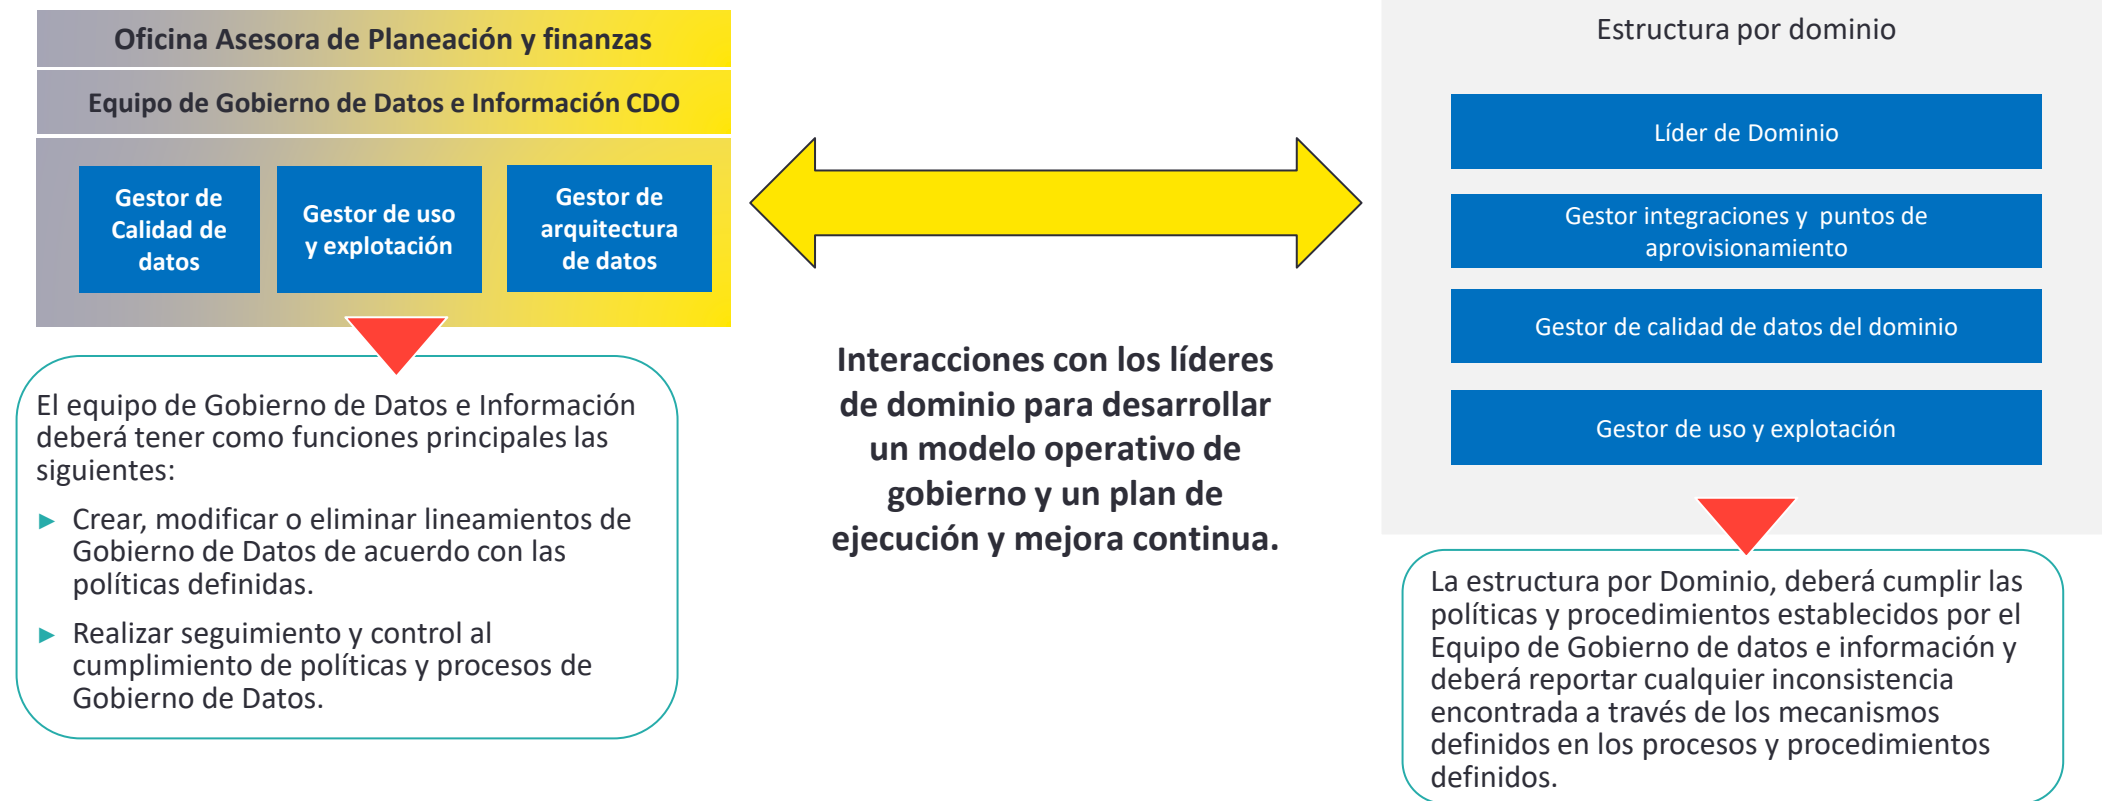 Oficina Asesora de Planeación y finanzas
Equipo de Gobierno de Datos e Información CDO
Gestor de
Calidad de
datos
Gestor de uso
y explotación
Gestor de
arquitectura
de datos
El equipo de Gobierno de Datos e Información
deberá tener como funciones principales las
siguientes:
► Crear, modificar o eliminar lineamientos de
Gobierno de Datos de acuerdo con las
políticas definidas.
► Realizar seguimiento y control al
cumplimiento de políticas y procesos de
Gobierno de Datos.
Interacciones con los líderes
de dominio para desarrollar
un modelo operativo de
gobierno y un plan de
ejecución y mejora continua.
Estructura por dominio
Líder de Dominio
Gestor integraciones y puntos de
aprovisionamiento
Gestor de calidad de datos del dominio
Gestor de uso y explotación
La estructura por Dominio, deberá cumplir las
políticas y procedimientos establecidos por el
Equipo de Gobierno de datos e información y
deberá reportar cualquier inconsistencia
encontrada a través de los mecanismos
definidos en los procesos y procedimientos
definidos.